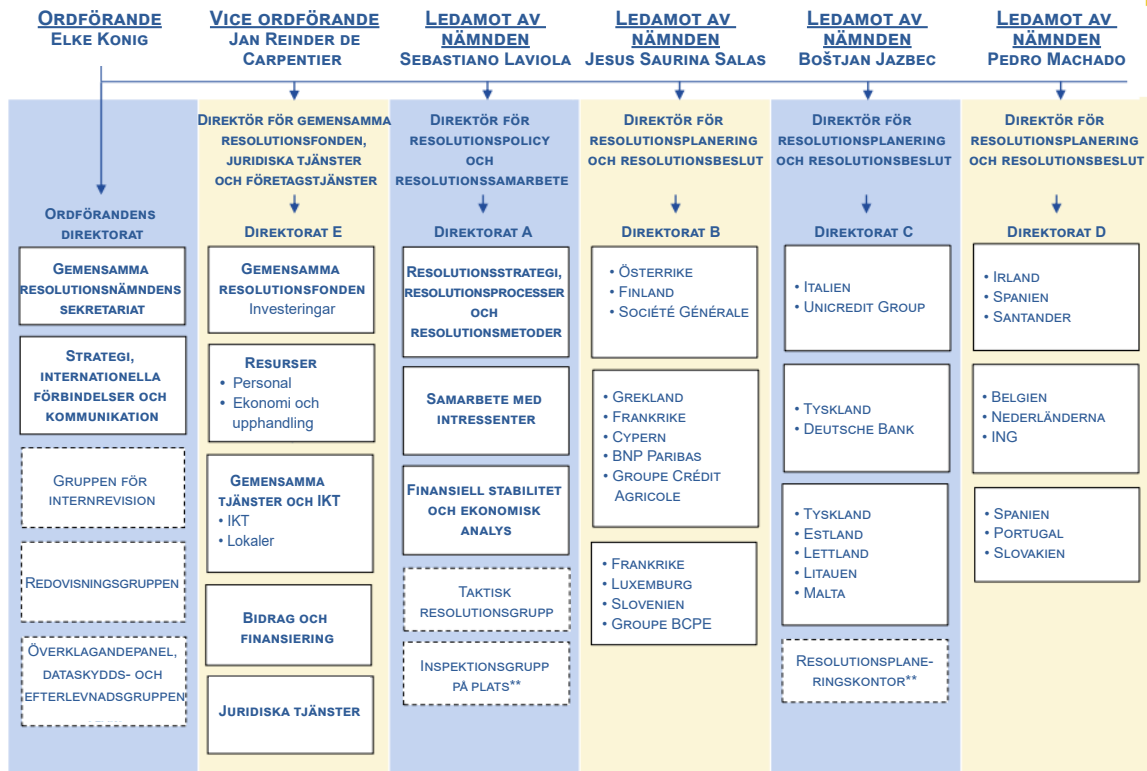 ORDFÖRANDE
ELKE KONIG
VICE ORDFÖRANDE
JAN REINDER DE
CARPENTIER
LEDAMOT AV
NÄMNDEN
SEBASTIANO LAVIOLA
LEDAMOT AV
NÄMNDEN
JESUS SAURINA SALAS
LEDAMOT AV
NÄMNDEN
BOŠTJAN JAZBEC
LEDAMOT AV
NÄMNDEN
PEDRO MACHADO
ORDFÖRANDENS
DIREKTORAT
GEMENSAMMA
RESOLUTIONSNÄMNDENS
SEKRETARIAT
STRATEGI,
INTERNATIONELLA
FÖRBINDELSER OCH
KOMMUNIKATION
GRUPPEN FÖR
INTERNREVISION
REDOVISNINGSGRUPPEN
ÖVERKLAGANDEPANEL,
DATASKYDDS- OCH
EFTERLEVNADSGRUPPEN
DIREKTÖR FÖR GEMENSAMMA
RESOLUTIONSFONDEN,
JURIDISKA TJÄNSTER
OCH FÖRETAGSTJÄNSTER
DIREKTORAT E
GEMENSAMMA
RESOLUTIONSFONDEN
Investeringar
RESURSER
• Personal
• Ekonomi och
upphandling
GEMENSAMMA
TJÄNSTER OCH IKT
• IKT
• Lokaler
BIDRAG OCH
FINANSIERING
JURIDISKA TJÄNSTER
DIREKTÖR FÖR
RESOLUTIONSPOLICY
OCH
RESOLUTIONSSAMARBETE
DIREKTORAT A
RESOLUTIONSSTRATEGI,
RESOLUTIONSPROCESSER
OCH
RESOLUTIONSMETODER
SAMARBETE MED
INTRESSENTER
FINANSIELL STABILITET
OCH EKONOMISK
ANALYS
TAKTISK
RESOLUTIONSGRUPP
INSPEKTIONSGRUPP
PÅ PLATS**
DIREKTÖR FÖR
RESOLUTIONSPLANERING
OCH RESOLUTIONSBESLUT
DIREKTORAT B
• ÖSTERRIKE
• FINLAND
• SOCIÉTÉ GÉNÉRALE
• GREKLAND
• FRANKRIKE
• CYPERN
• BNP PARIBAS
• GROUPE CRÉDIT
AGRICOLE
• FRANKRIKE
• LUXEMBURG
• SLOVENIEN
• GROUPE BCPE
DIREKTÖR FÖR
RESOLUTIONSPLANERING
OCH RESOLUTIONSBESLUT
DIREKTORAT C
• ITALIEN
• UNICREDIT GROUP
• TYSKLAND
• DEUTSCHE BANK
• TYSKLAND
• ESTLAND
• LETTLAND
• LITAUEN
• MALTA
RESOLUTIONSPLANE-
RINGSKONTOR**
DIREKTÖR FÖR
RESOLUTIONSPLANERING
OCH RESOLUTIONSBESLUT
DIREKTORAT D
• IRLAND
• SPANIEN
• SANTANDER
• BELGIEN
• NEDERLÄNDERNA
• ING
• SPANIEN
• PORTUGAL
• SLOVAKIEN